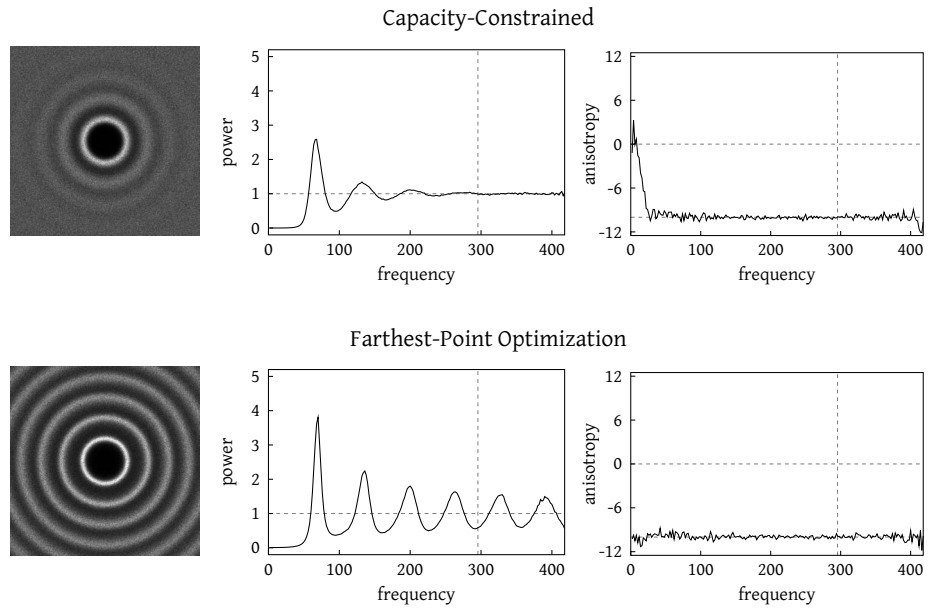 Capacity-Constrained
power
5
4
3
2
1
0
0 100 200 300 400
frequency
anisotropy
12
6
0
-6
-12
0 100 200 300 400
frequency
Farthest-Point Optimization
power
5
4
3
2
1
0
0 100 200 300 400
frequency
anisotropy
12
6
0
-6
-12
0 100 200 300 400
frequency